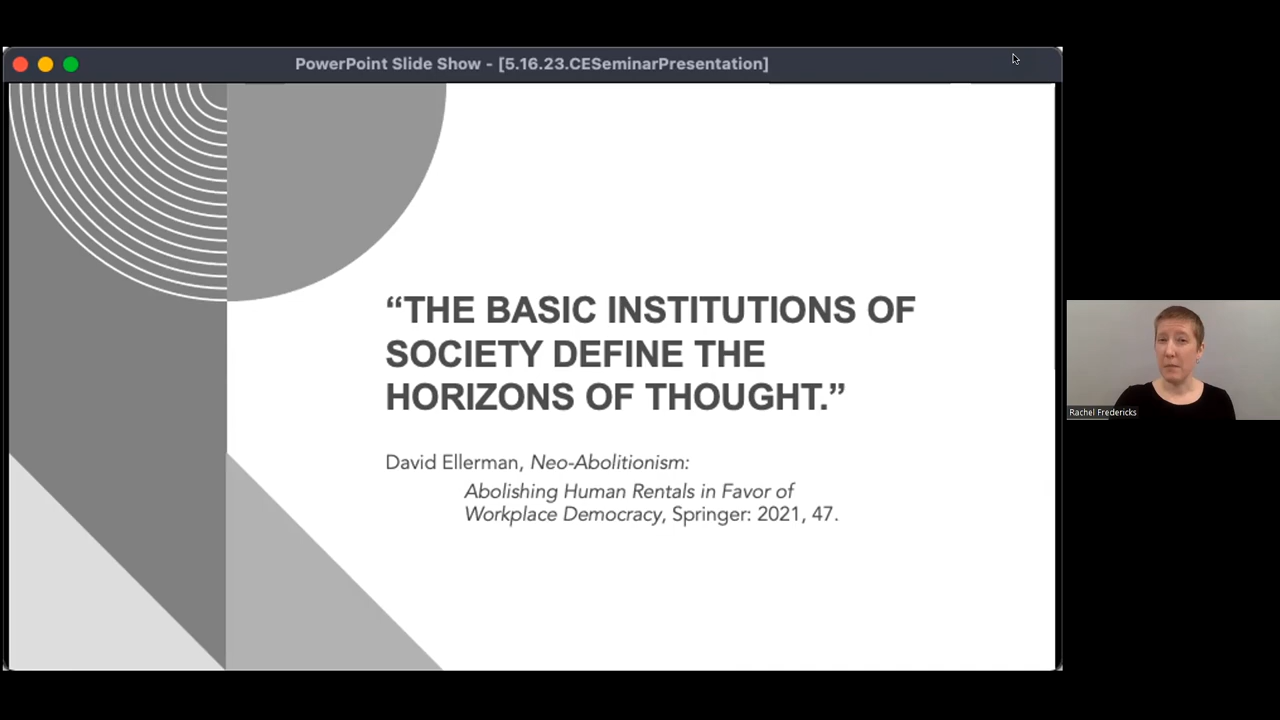 PowerPoint Slide Show - [5.16.23.CESeminarPresentation]
“THE BASIC INSTITUTIONS OF
SOCIETY DEFINE THE
HORIZONS OF THOUGHT.”
David Ellerman, Neo-Abolitionism:
Abolishing Human Rentals in Favor of
Workplace Democracy, Springer: 2021, 47.
Rachel Fredericks